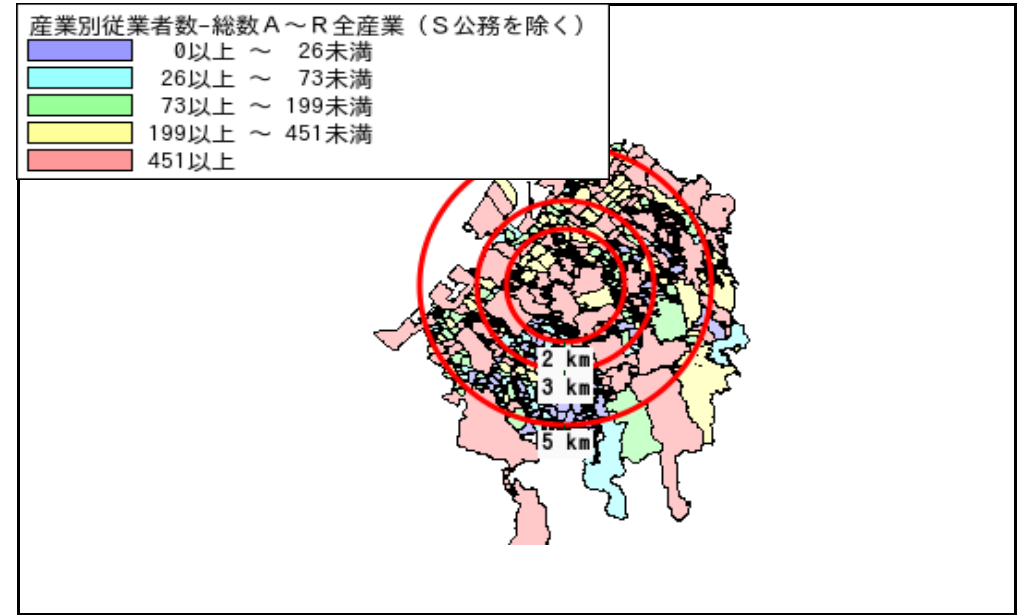 産業別従業者数−総数A～R全産業（S公務を除く）
0以上 ～ 26未満
26以上 ～ 73未満
73以上 ～ 199未満
199以上 ～ 451未満
451以上
2 km
3 km
5 km